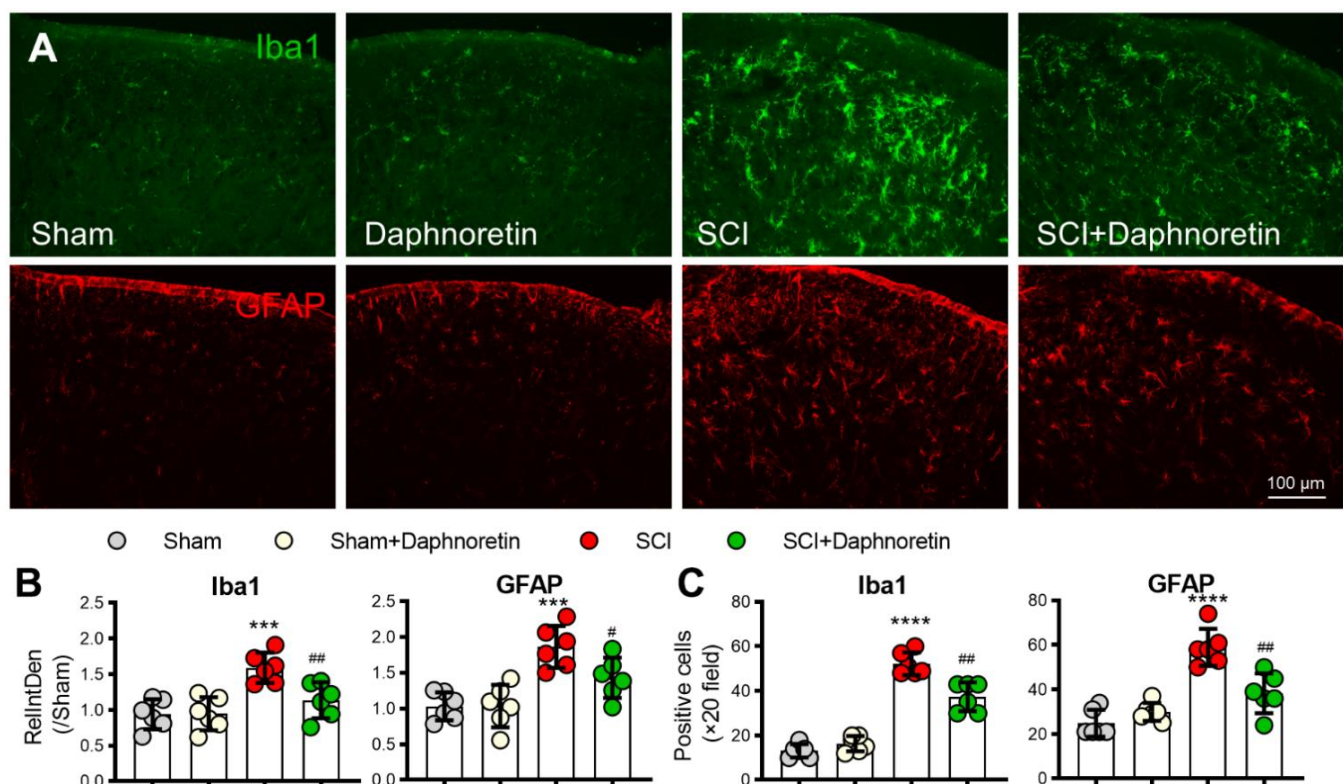 A
Iba1
Sham
Daphnoretin
SCI
SCI+Daphnoretin
GFAP
100 µm
Sham
Sham+Daphnoretin
SCI
SCI+Daphnoretin
B
Iba1
RelIntDen
(/Sham)
2.5
2.0
1.5
1.0
0.5
0.0
***
##
GFAP
2.5
2.0
1.5
1.0
0.5
0.0
***
#
C
Iba1
Positive cells
(×20 field)
80
60
40
20
0
****
##
GFAP
80
60
40
20
0
****
##